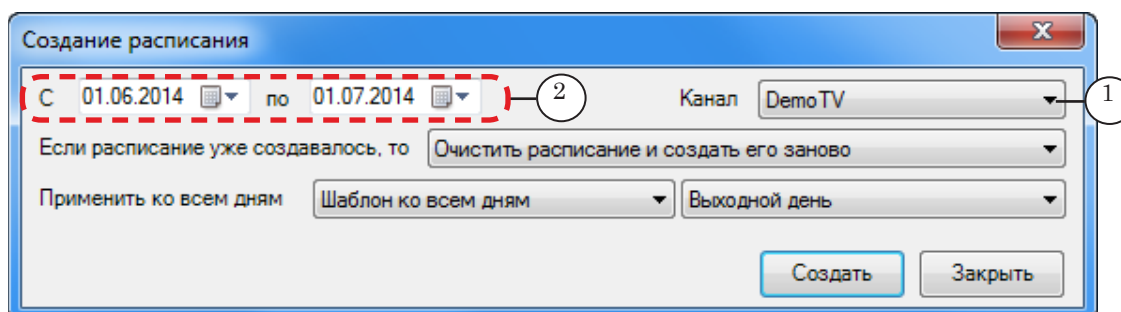 Создание расписания
С 01.06.2014 по 01.07.2014 2 Канал DemoTV 1
Если расписание уже создавалось, то Очистить расписание и создать его заново
Применить ко всем дням Шаблон ко всем дням Выходной день
Создать Закрыть